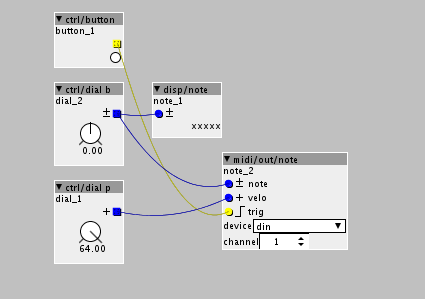 ctrl/button
button_1
ctrl/dial b
dial_2
±
0.00
disp/note
note_1
±
xxxxx
ctrl/dial p
dial_1
+
64.00
midi/out/note
note_2
± note
+ velo
trig
device din
channel 1